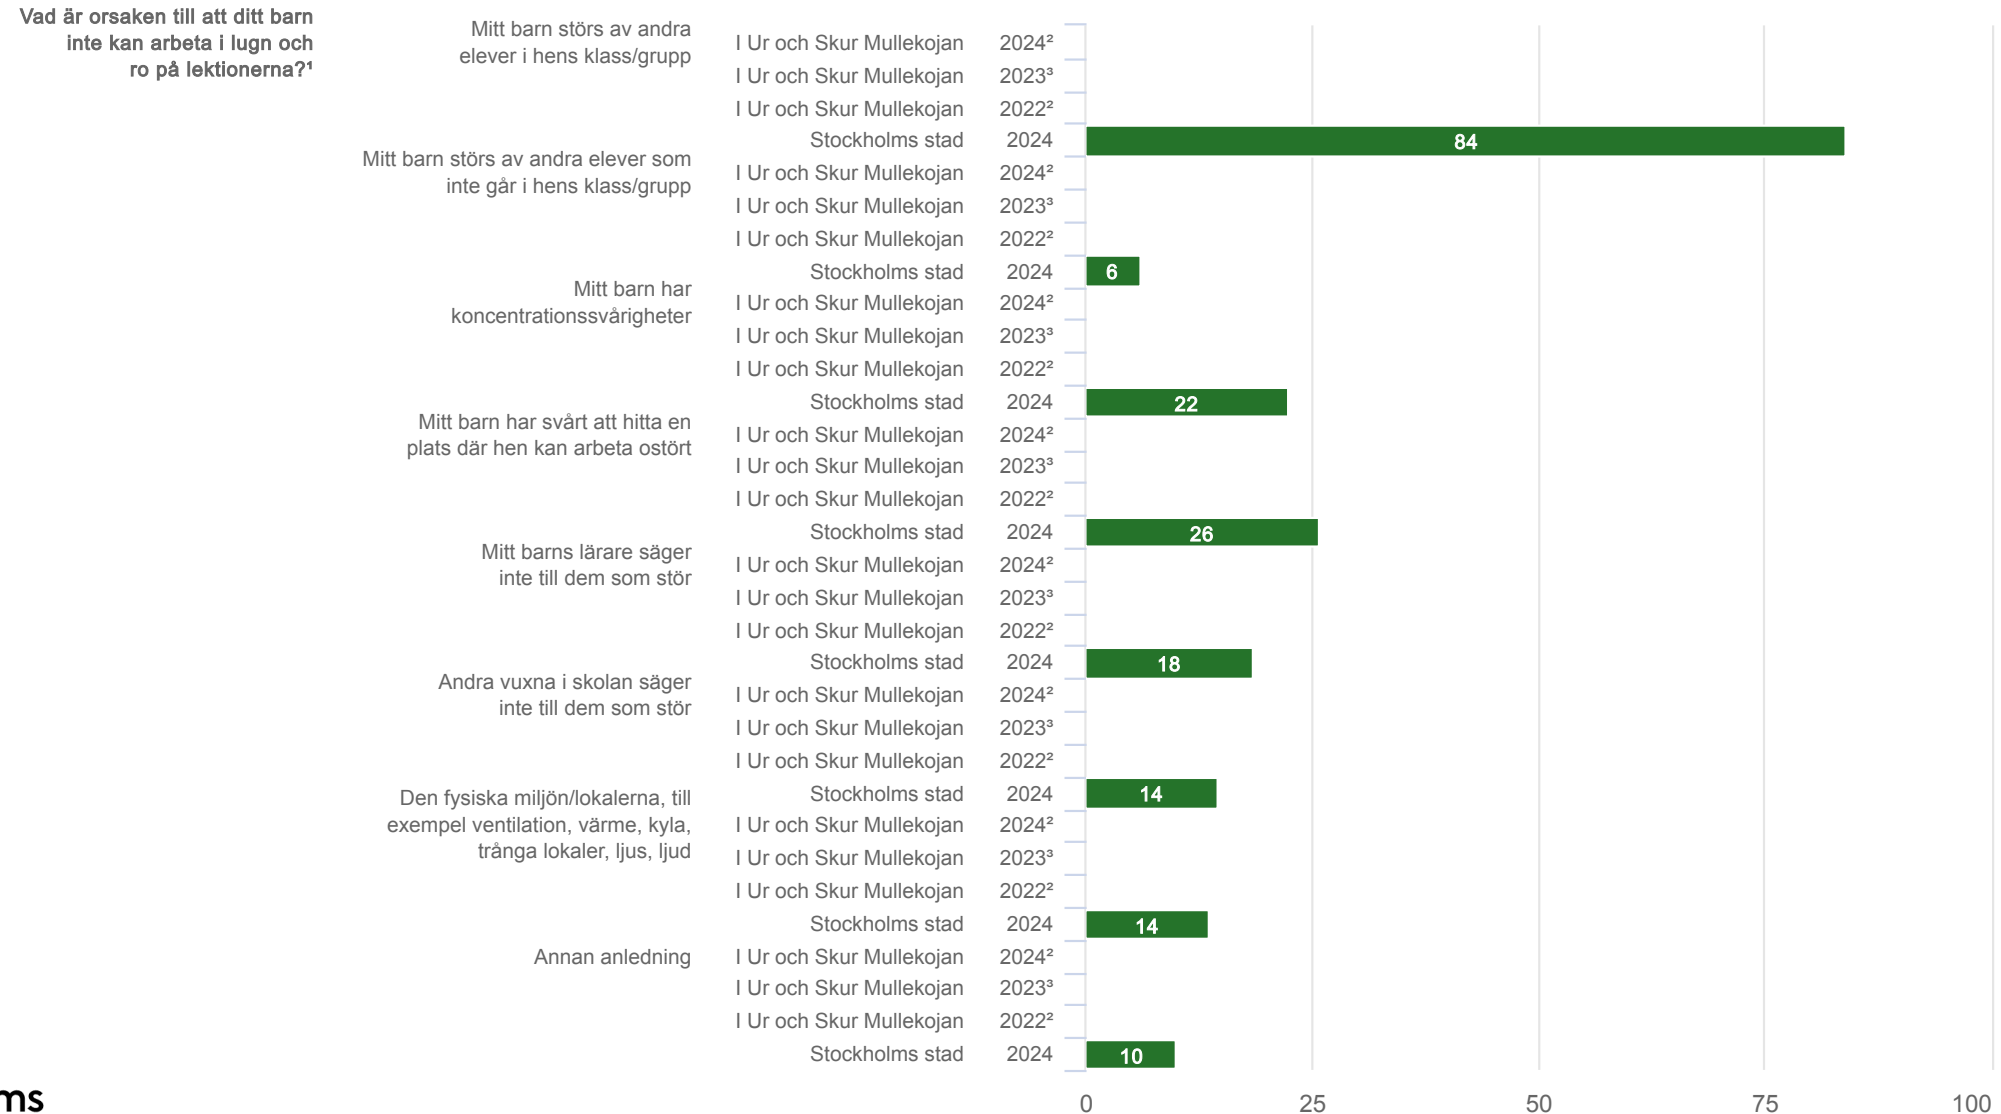 Vad är orsaken till att ditt barn
inte kan arbeta i lugn och
ro på lektionerna?¹
Mitt barn störs av andra
elever i hens klass/grupp
I Ur och Skur Mullekojan 2024²
I Ur och Skur Mullekojan 2023³
I Ur och Skur Mullekojan 2022²
Stockholms stad 2024 84
Mitt barn störs av andra elever som
inte går i hens klass/grupp
I Ur och Skur Mullekojan 2024²
I Ur och Skur Mullekojan 2023³
I Ur och Skur Mullekojan 2022²
Stockholms stad 2024 6
Mitt barn har
koncentrationssvårigheter
I Ur och Skur Mullekojan 2024²
I Ur och Skur Mullekojan 2023³
I Ur och Skur Mullekojan 2022²
Stockholms stad 2024 22
Mitt barn har svårt att hitta en
plats där hen kan arbeta ostört
I Ur och Skur Mullekojan 2024²
I Ur och Skur Mullekojan 2023³
I Ur och Skur Mullekojan 2022²
Stockholms stad 2024 26
Mitt barns lärare säger
inte till dem som stör
I Ur och Skur Mullekojan 2024²
I Ur och Skur Mullekojan 2023³
I Ur och Skur Mullekojan 2022²
Stockholms stad 2024 18
Andra vuxna i skolan säger
inte till dem som stör
I Ur och Skur Mullekojan 2024²
I Ur och Skur Mullekojan 2023³
I Ur och Skur Mullekojan 2022²
Stockholms stad 2024 14
Den fysiska miljön/lokalerna, till
exempel ventilation, värme, kyla,
trånga lokaler, ljus, ljud
I Ur och Skur Mullekojan 2024²
I Ur och Skur Mullekojan 2023³
I Ur och Skur Mullekojan 2022²
Stockholms stad 2024 14
Annan anledning
I Ur och Skur Mullekojan 2024²
I Ur och Skur Mullekojan 2023³
I Ur och Skur Mullekojan 2022²
Stockholms stad 2024 10
0 25 50 75 100
ms